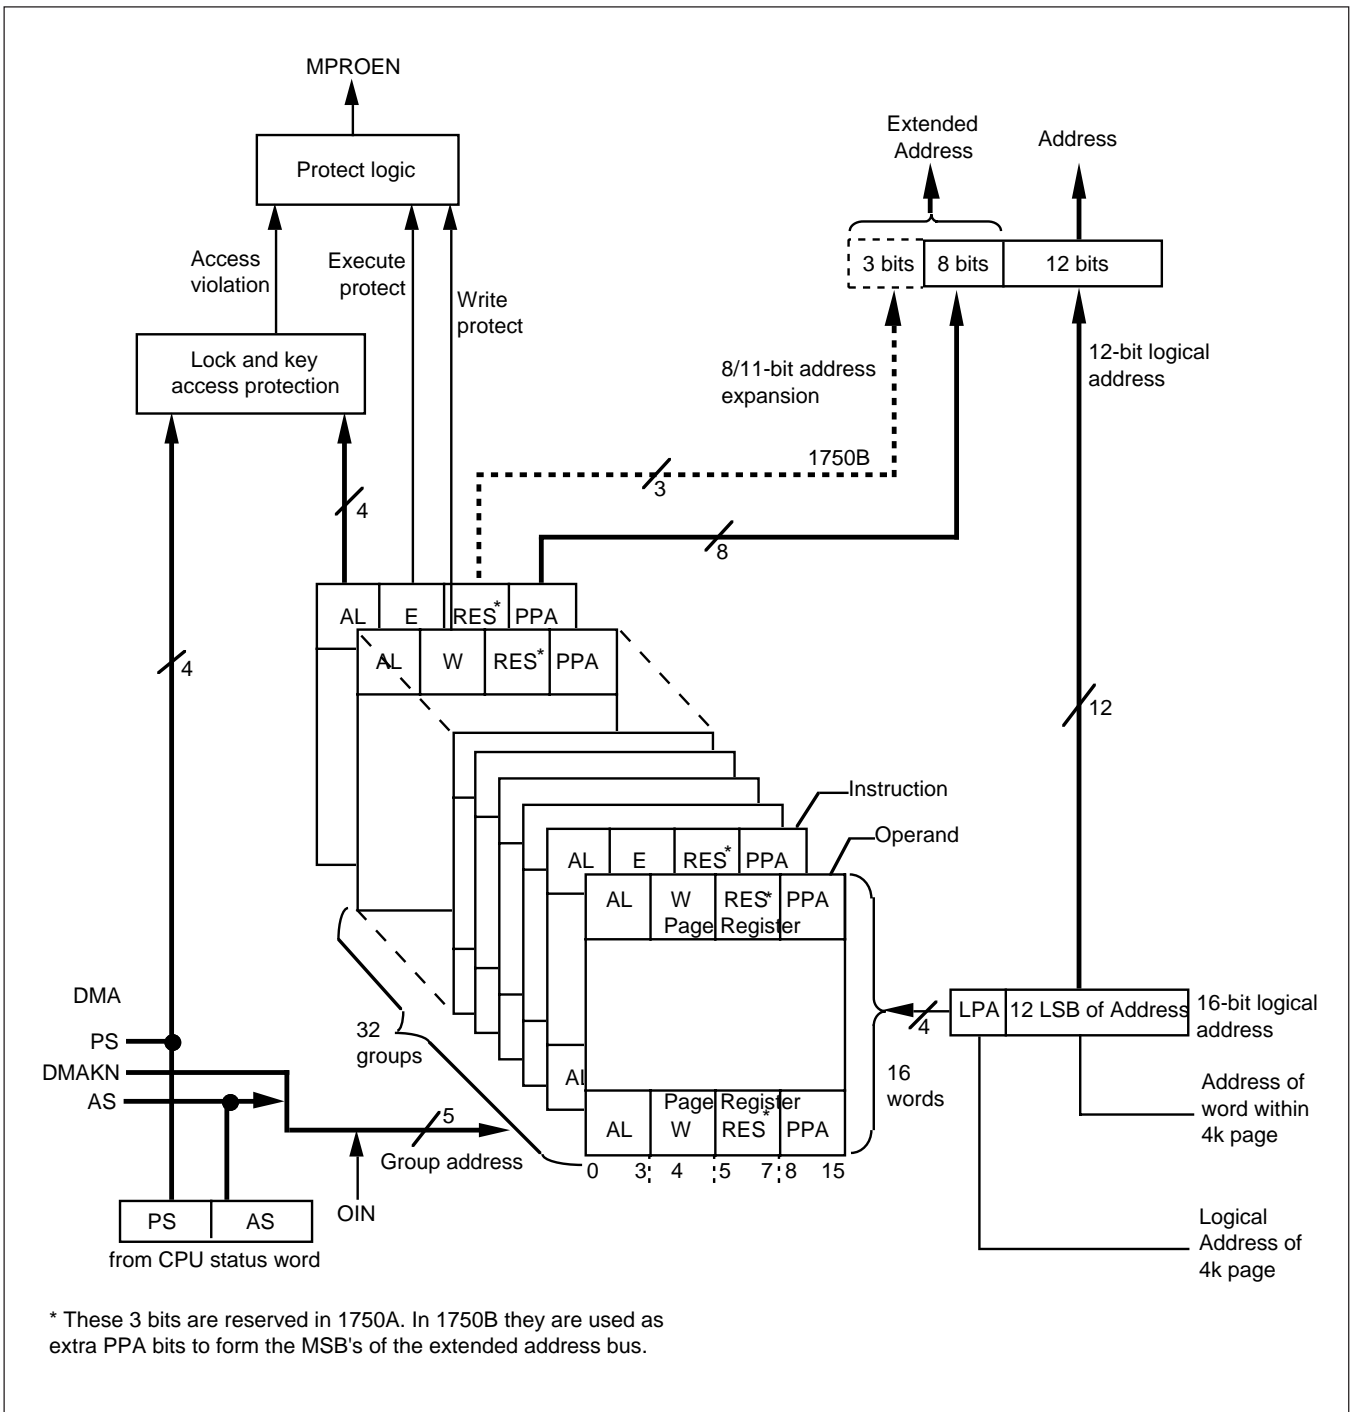 MPROEN
Protect logic
Extended
Address
Address
3 bits
8 bits
12 bits
Access
violation
Execute
protect
Write
protect
Lock and key
access protection
8/11-bit address
expansion
12-bit logical
address
1750B
3
4
8
4
12
AL E RES* PPA
AL W RES* PPA
Instruction
Operand
AL E RES* PPA
AL W RES* PPA
Page Register
DMA
PS
DMAKN
AS
32
groups
4
LPA
12 LSB of Address
16-bit logical
address
16
words
Address of
word within
4k page
AL
Page Register
AL W RES* PPA
5
Group address
0 3 4 5 7 8 15
OIN
PS AS
from CPU status word
Logical
Address of
4k page
* These 3 bits are reserved in 1750A. In 1750B they are used as
extra PPA bits to form the MSB's of the extended address bus.